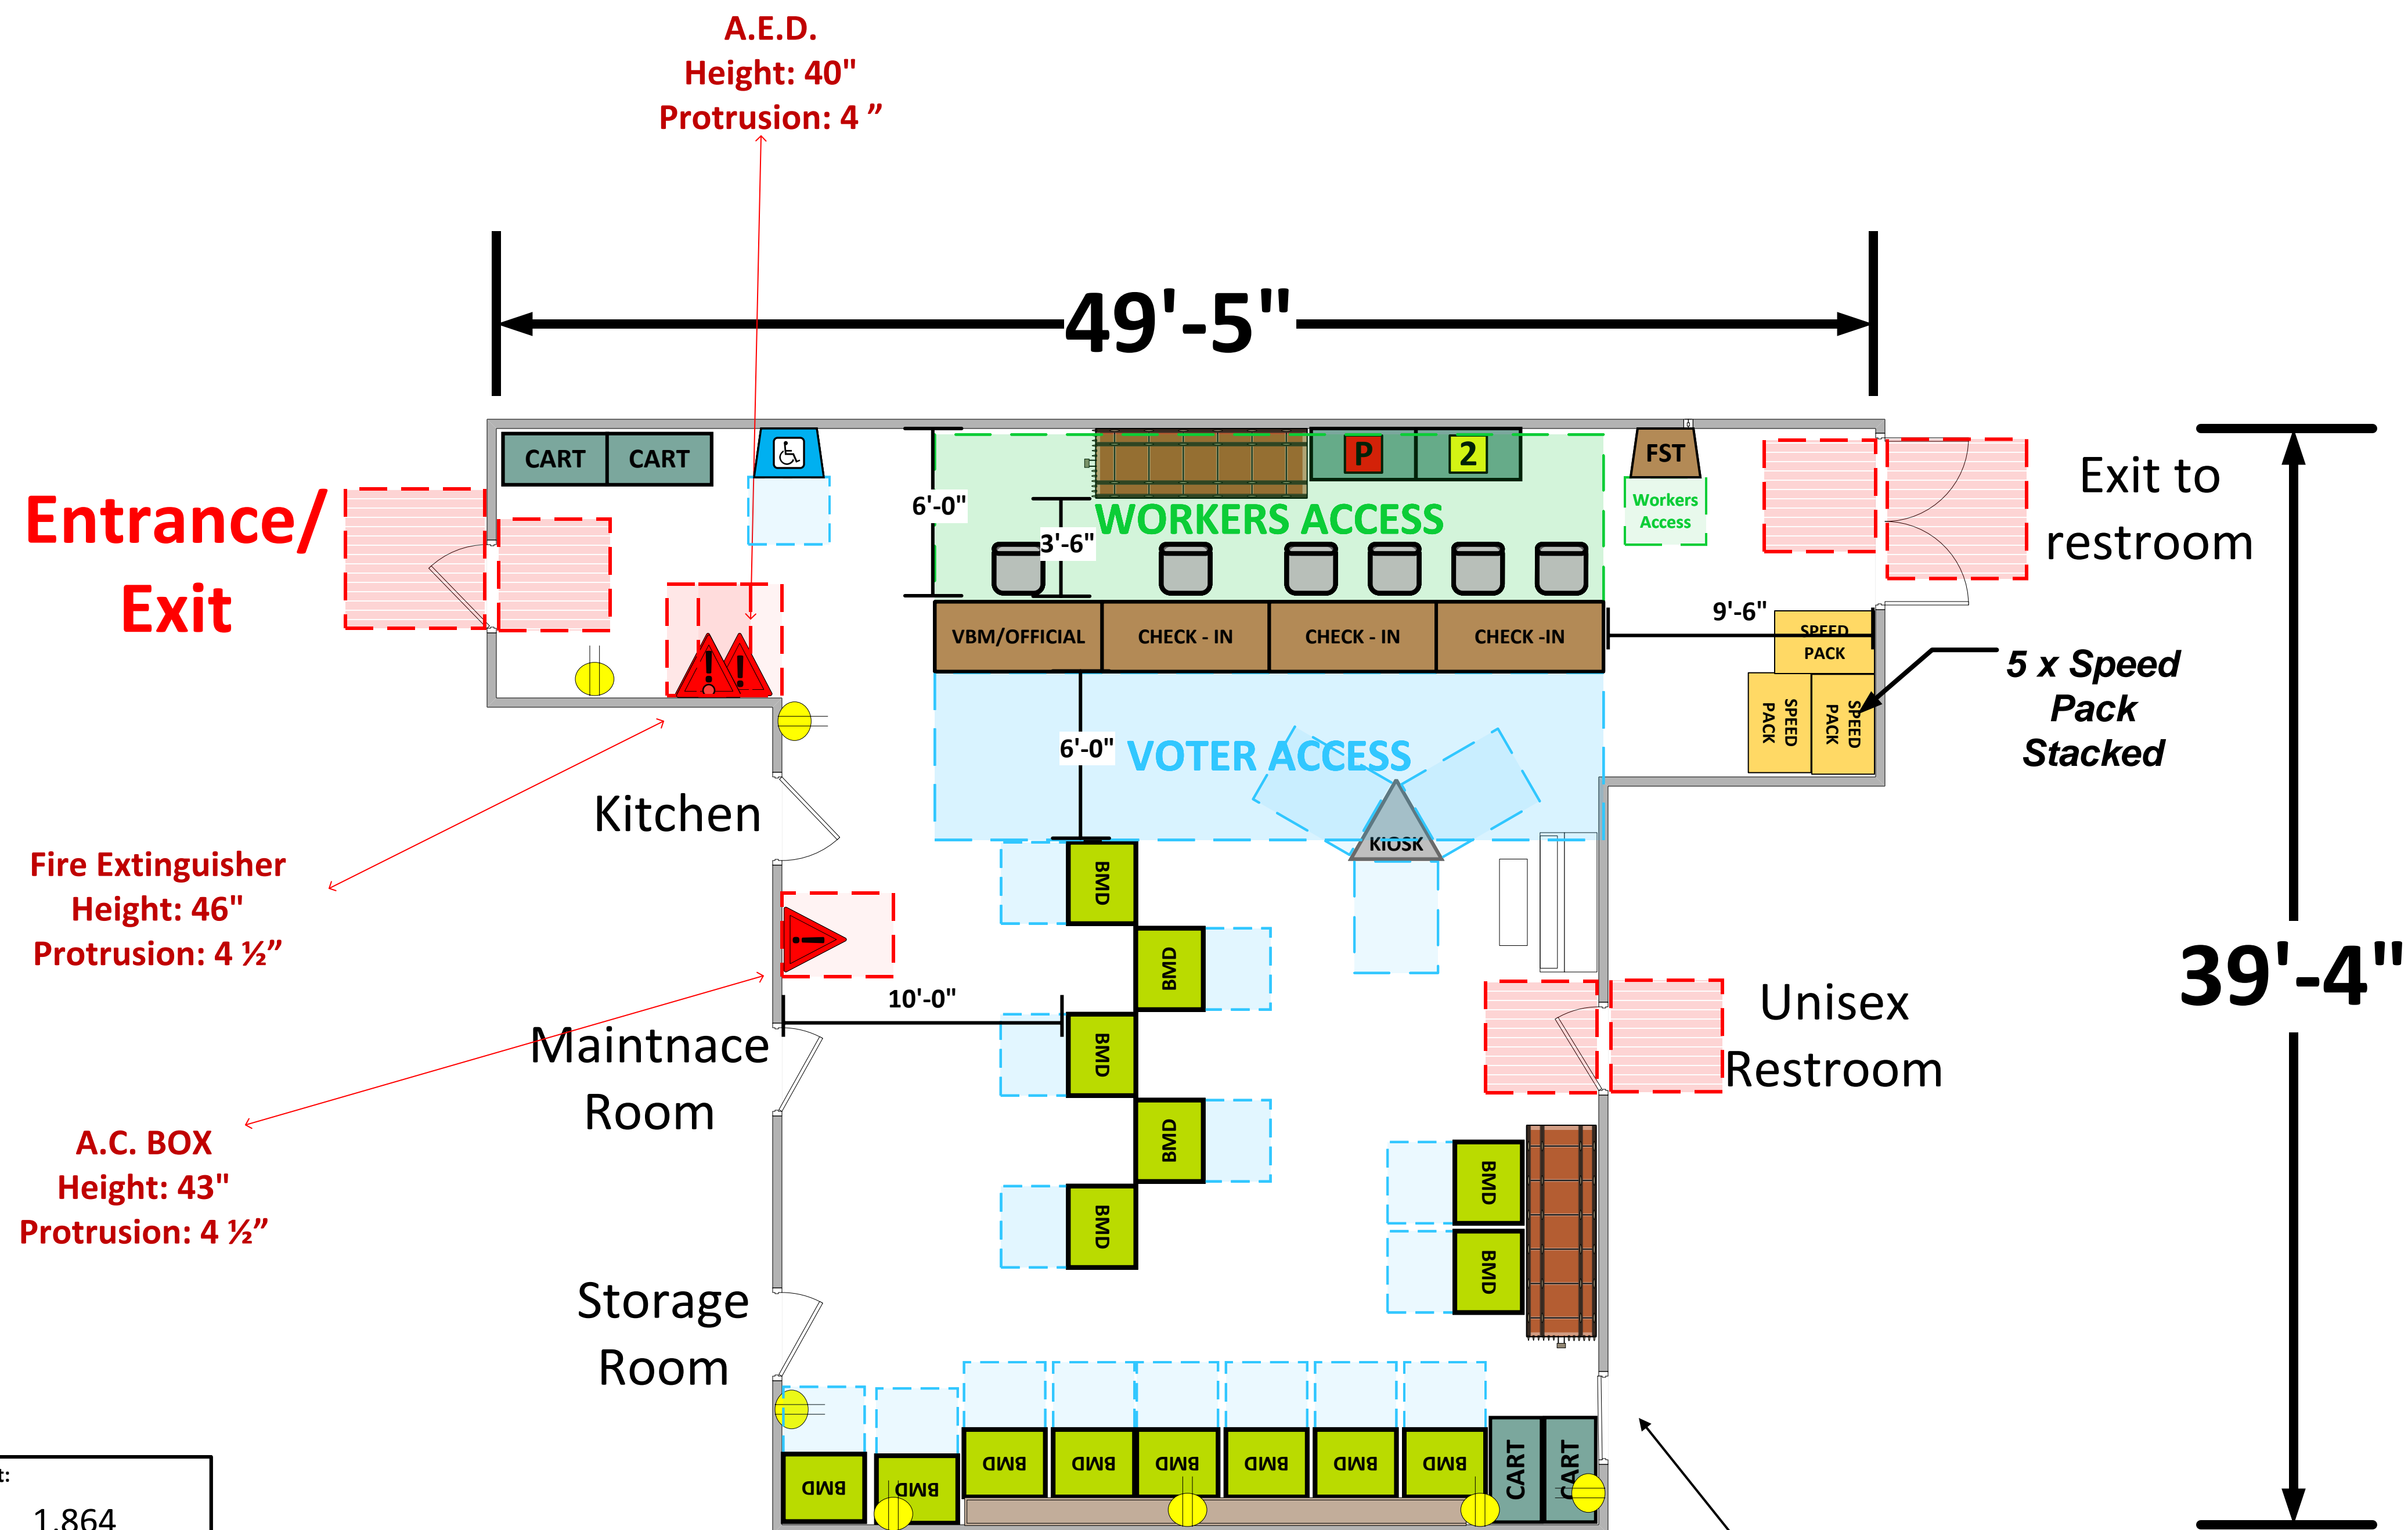 A.E.D.
Height: 40"
Protrusion: 4 ”
49'-5"
CART
CART
P
2
FST
Workers
Access
Exit to
restroom
Entrance/
Exit
6'-0"
3'-6"
WORKERS ACCESS
VBM/OFFICIAL
CHECK - IN
CHECK - IN
CHECK -IN
9'-6"
SPEED
PACK
SPEED
PACK
SPEED
PACK
5 x Speed
Pack
Stacked
6'-0"
VOTER ACCESS
Kitchen
KIOSK
Fire Extinguisher
Height: 46"
Protrusion: 4 ½”
BMD
BMD
BMD
BMD
BMD
10'-0"
39'-4"
Maintnace
Room
Unisex
Restroom
A.C. BOX
Height: 43"
Protrusion: 4 ½”
BMD
BMD
Storage
Room
BMD
BMD
BMD
BMD
BMD
BMD
BMD
BMD
CART
CART
t:
1,864